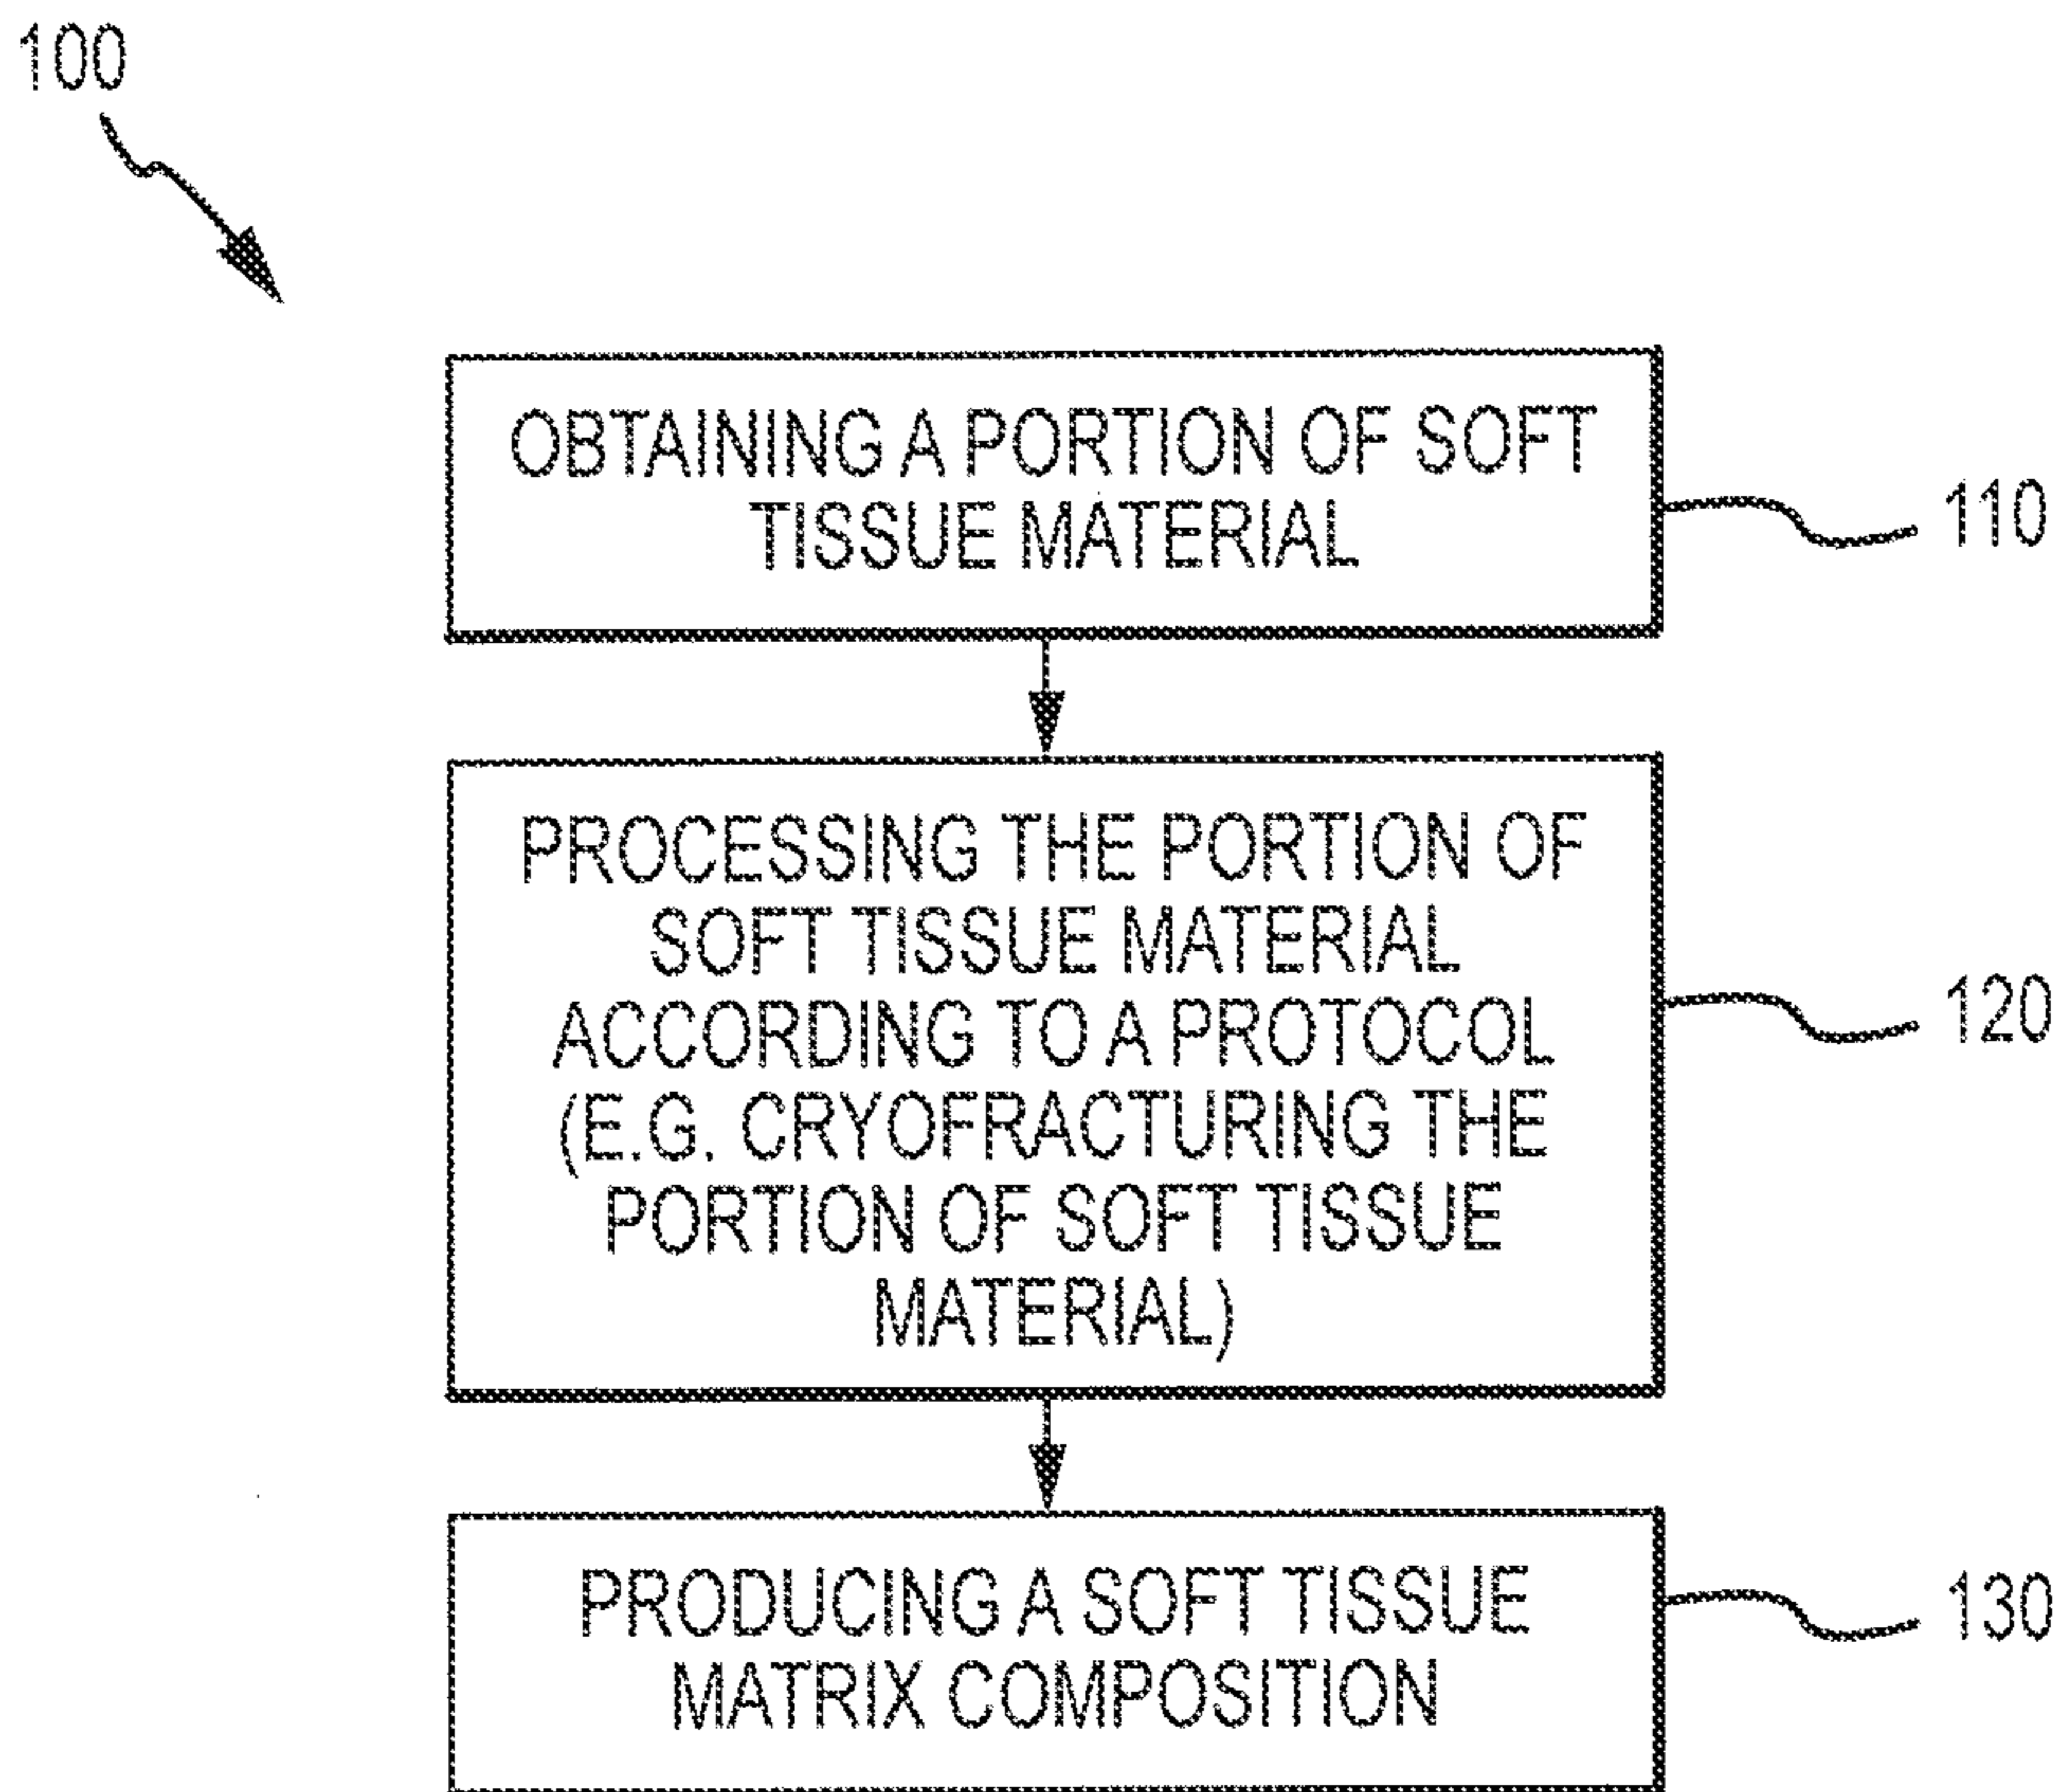 100
OBTAINING A PORTION OF SOFT
TISSUE MATERIAL
110
PROCESSING THE PORTION OF
SOFT TISSUE MATERIAL
ACCORDING TO A PROTOCOL
(E.G. CRYOFRACTURING THE
PORTION OF SOFT TISSUE
MATERIAL)
120
PRODUCING A SOFT TISSUE
MATRIX COMPOSITION
130